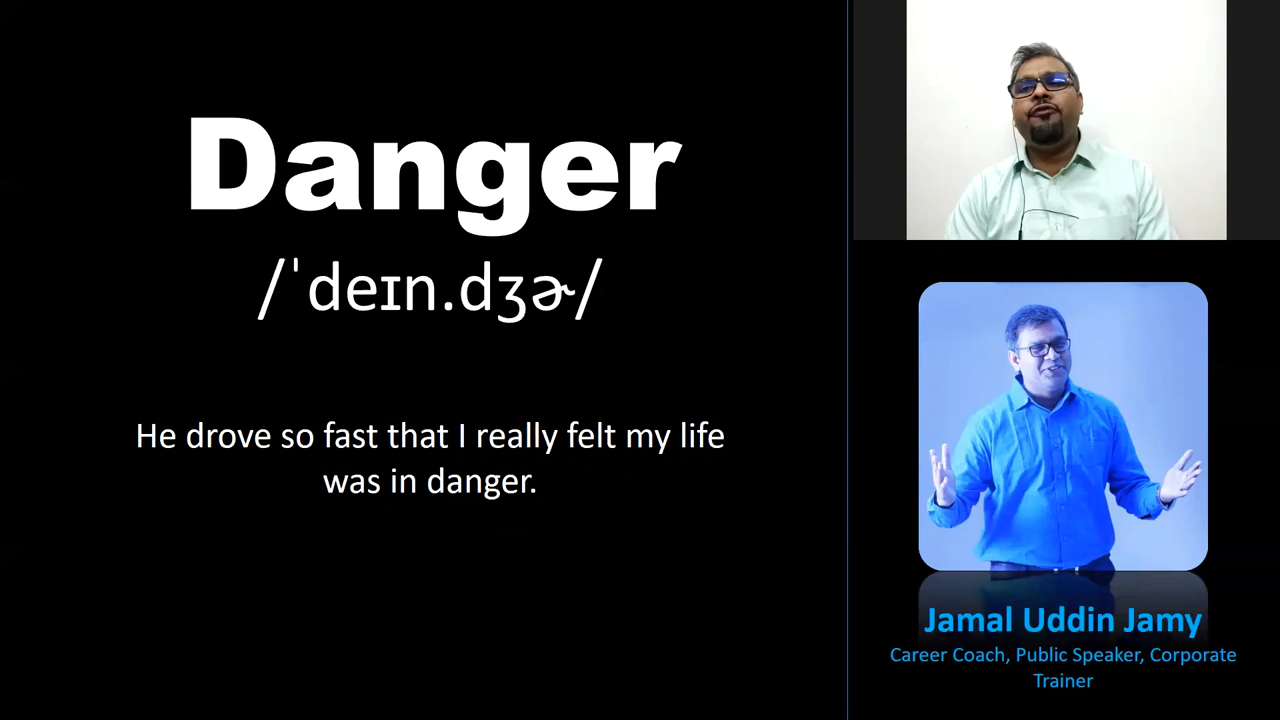 Danger
/ˈdeɪn.dʒɚ/
He drove so fast that I really felt my life
was in danger.
Jamal Uddin Jamy
Career Coach, Public Speaker, Corporate
Trainer